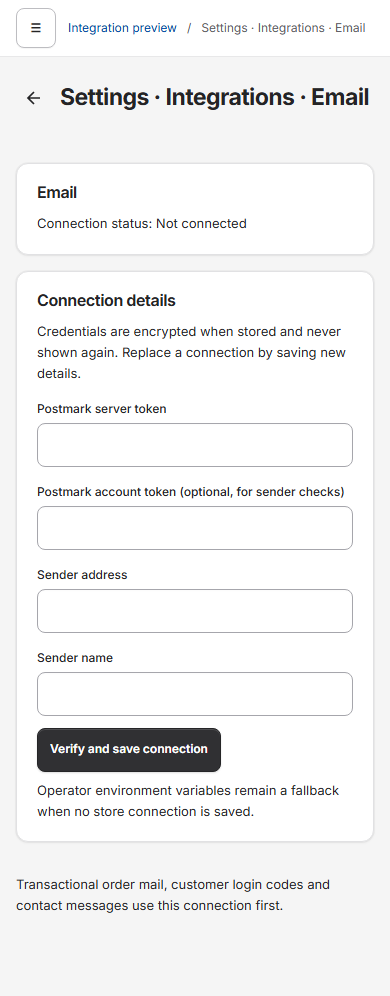 Integration preview / Settings · Integrations · Email
Settings · Integrations · Email
Email
Connection status: Not connected
Connection details
Credentials are encrypted when stored and never
shown again. Replace a connection by saving new
details.
Postmark server token
Postmark account token (optional, for sender checks)
Sender address
Sender name
Verify and save connection
Operator environment variables remain a fallback
when no store connection is saved.
Transactional order mail, customer login codes and
contact messages use this connection first.